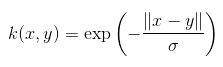 k(x, y) = exp(−‖x − y‖/σ)